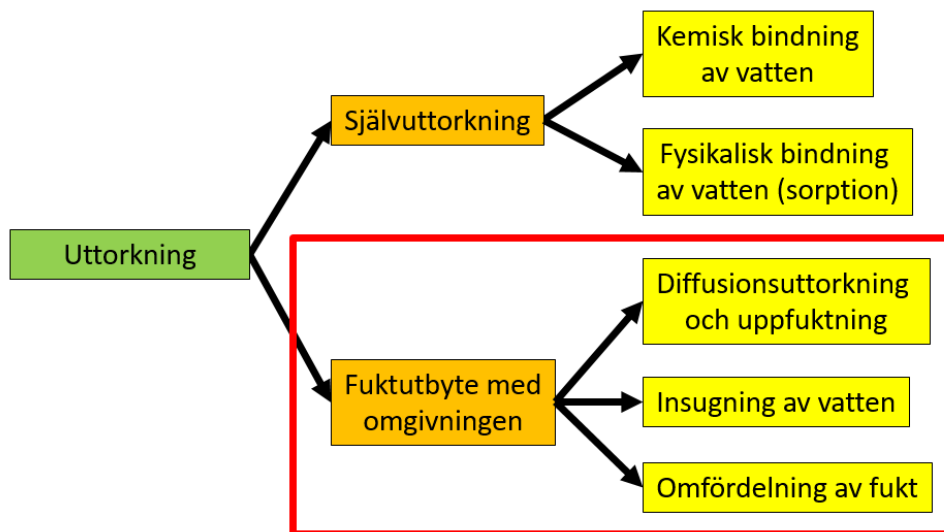 Kemisk bindning
av vatten
Självuttorkning
Fysikalisk bindning
av vatten (sorption)
Uttorkning
Diffusionsuttorkning
och uppfuktning
Fuktutbyte med
omgivningen
Insugning av vatten
Omfördelning av fukt